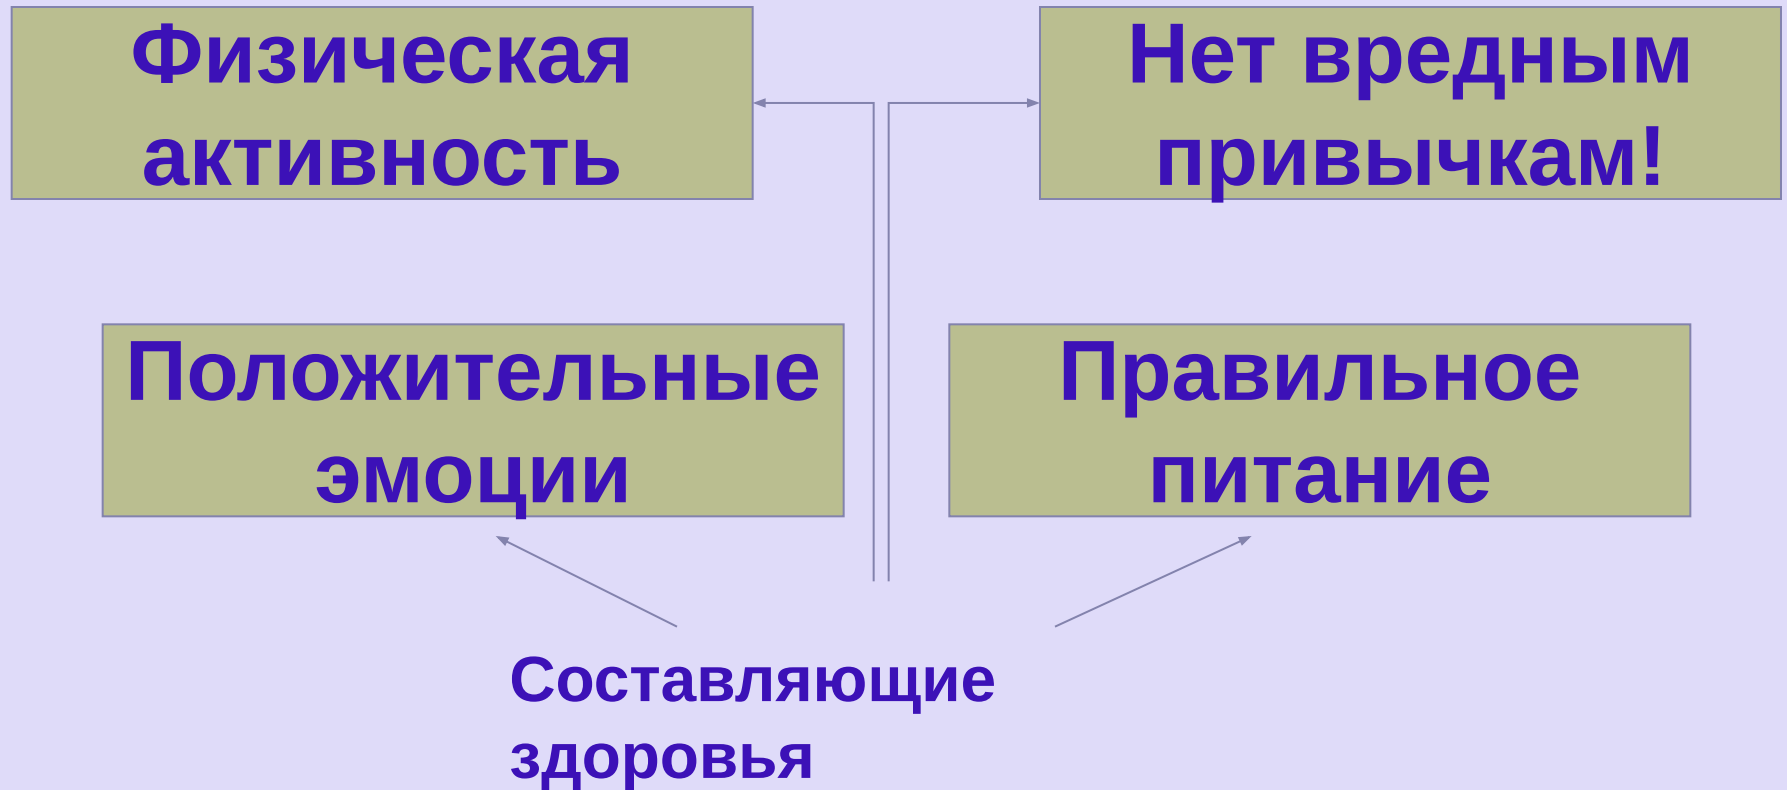 Физическая
активность
Нет вредным
привычкам!
Положительные
эмоции
Правильное
питание
Составляющие
здоровья